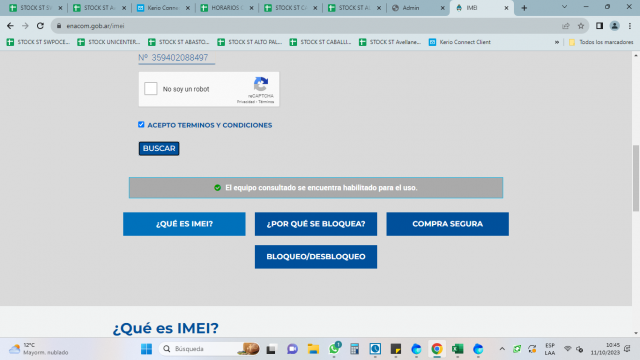 STOCK ST SI
STOCK ST A
Kerio Connect
HORARIOS
STOCK ST G
STOCK ST A
Admin
IMEI
enacom.gob.ar/imei
STOCK ST SWPOCE...
STOCK UNICENTER...
STOCK ST ABASTO...
STOCK ST ALTO PAL...
STOCK ST CABALLI...
STOCK ST Avellane...
Kerio Connect Client
»
Todos los marcadores
Nº 359402088497
No soy un robot
reCAPTCHA
Privacidad - Términos
ACEPTO TERMINOS Y CONDICIONES
BUSCAR
El equipo consultado se encuentra habilitado para el uso.
¿QUÉ ES IMEI?
¿POR QUÉ SE BLOQUEA?
COMPRA SEGURA
BLOQUEO/DESBLOQUEO
¿Qué es IMEI?
12°C
Mayorm. nublado
Búsqueda
1
ESP
LAA
10:45
11/10/2023